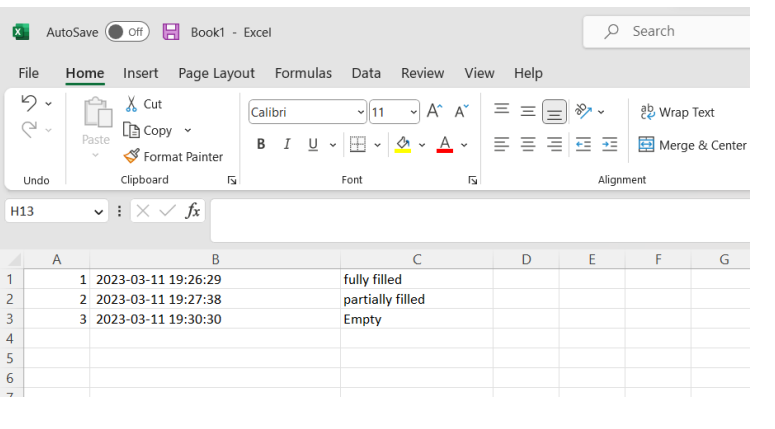 AutoSave Off Book1 - Excel Search
File Home Insert Page Layout Formulas Data Review View Help
Cut
Copy
Paste
Format Painter
Calibri 11 A^ A˅
B I U A
ab Wrap Text
Merge & Center
Undo Clipboard Font Alignment
H13 fx
A B C D E F G
1 1 2023-03-11 19:26:29 fully filled
2 2 2023-03-11 19:27:38 partially filled
3 3 2023-03-11 19:30:30 Empty
4
5
6
7